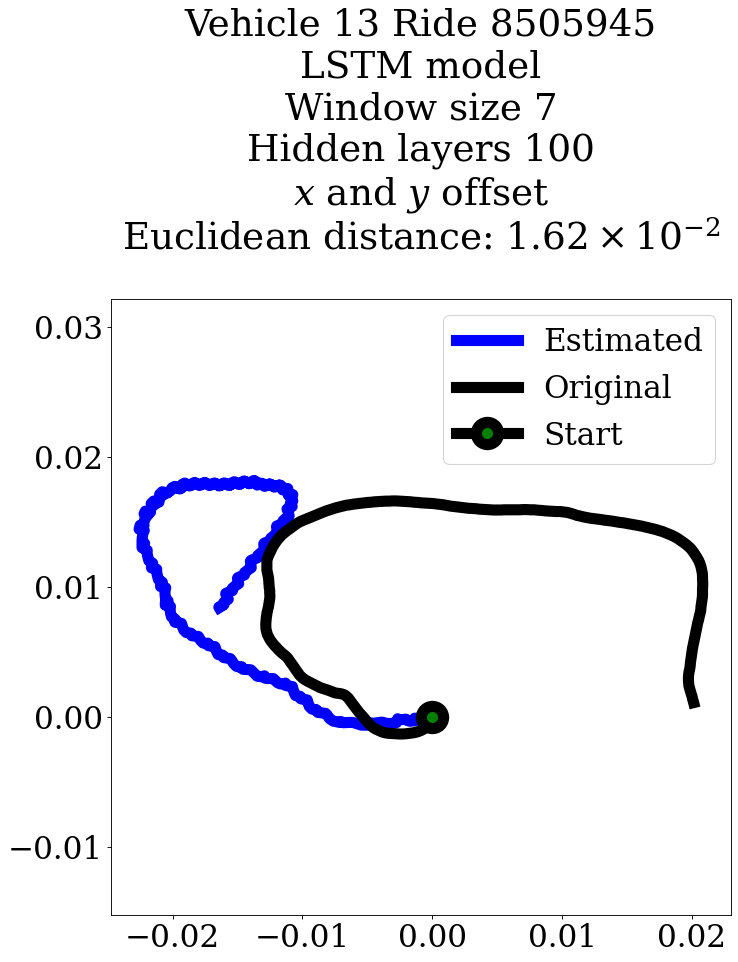 Vehicle 13 Ride 8505945
LSTM model
Window size 7
Hidden layers 100
x and y offset
Euclidean distance: 1.62 × 10⁻²
Estimated
Original
Start
0.03
0.02
0.01
0.00
−0.01
−0.02 −0.01 0.00 0.01 0.02